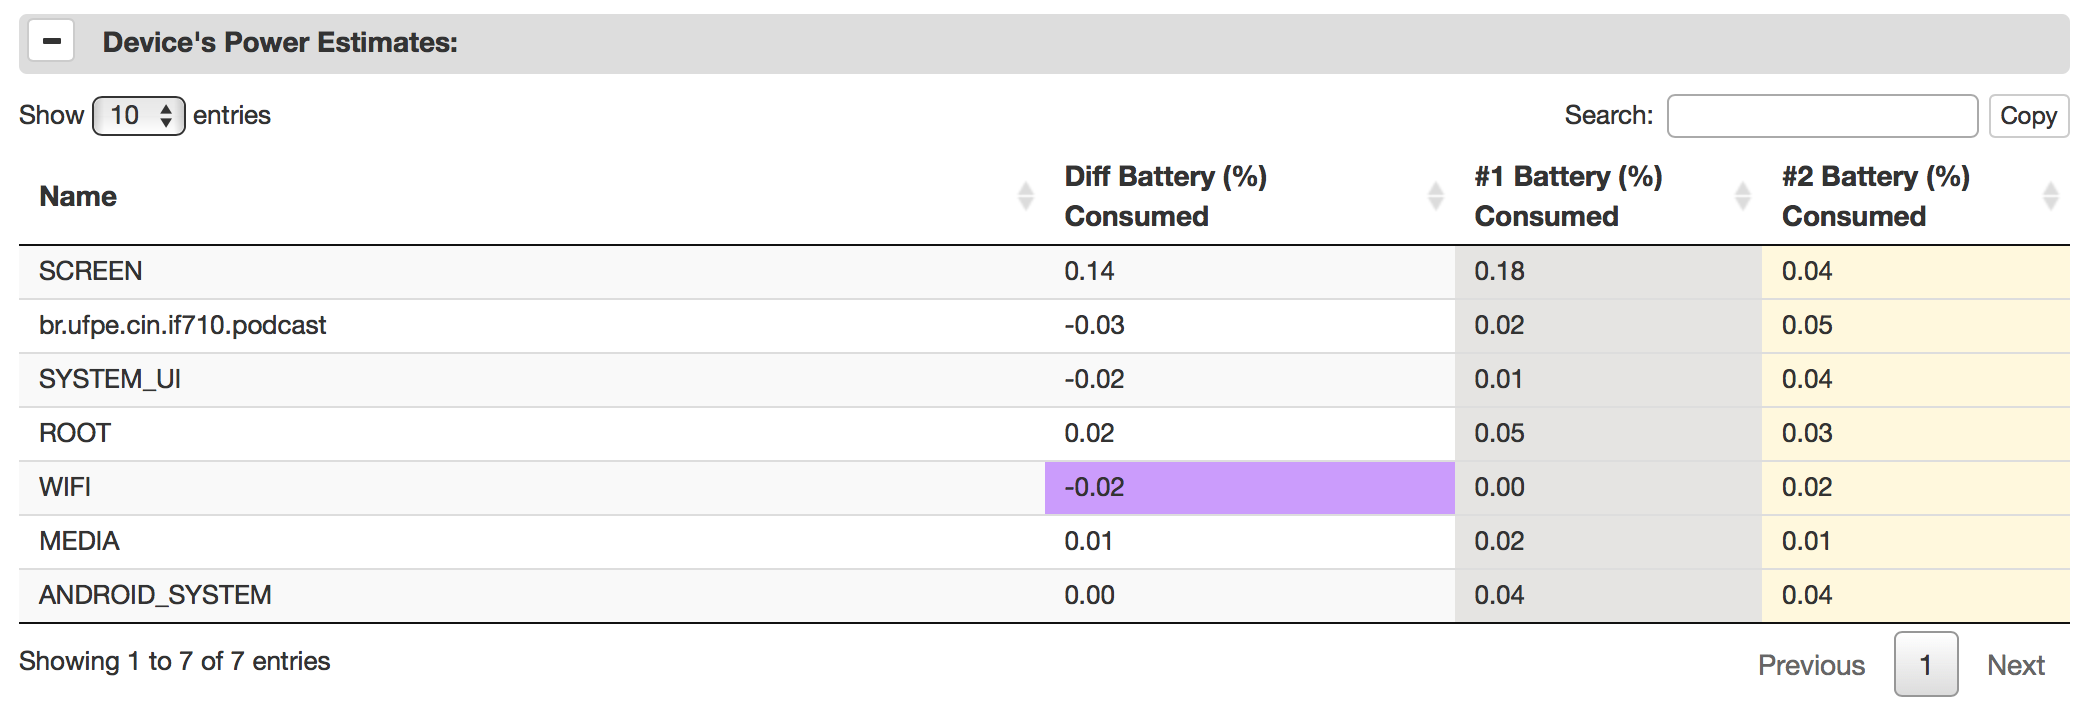 Device's Power Estimates:
Show 10 entries
Search: Copy
Name Diff Battery (%) Consumed #1 Battery (%) Consumed #2 Battery (%) Consumed
SCREEN 0.14 0.18 0.04
br.ufpe.cin.if710.podcast -0.03 0.02 0.05
SYSTEM_UI -0.02 0.01 0.04
ROOT 0.02 0.05 0.03
WIFI -0.02 0.00 0.02
MEDIA 0.01 0.02 0.01
ANDROID_SYSTEM 0.00 0.04 0.04
Showing 1 to 7 of 7 entries
Previous 1 Next